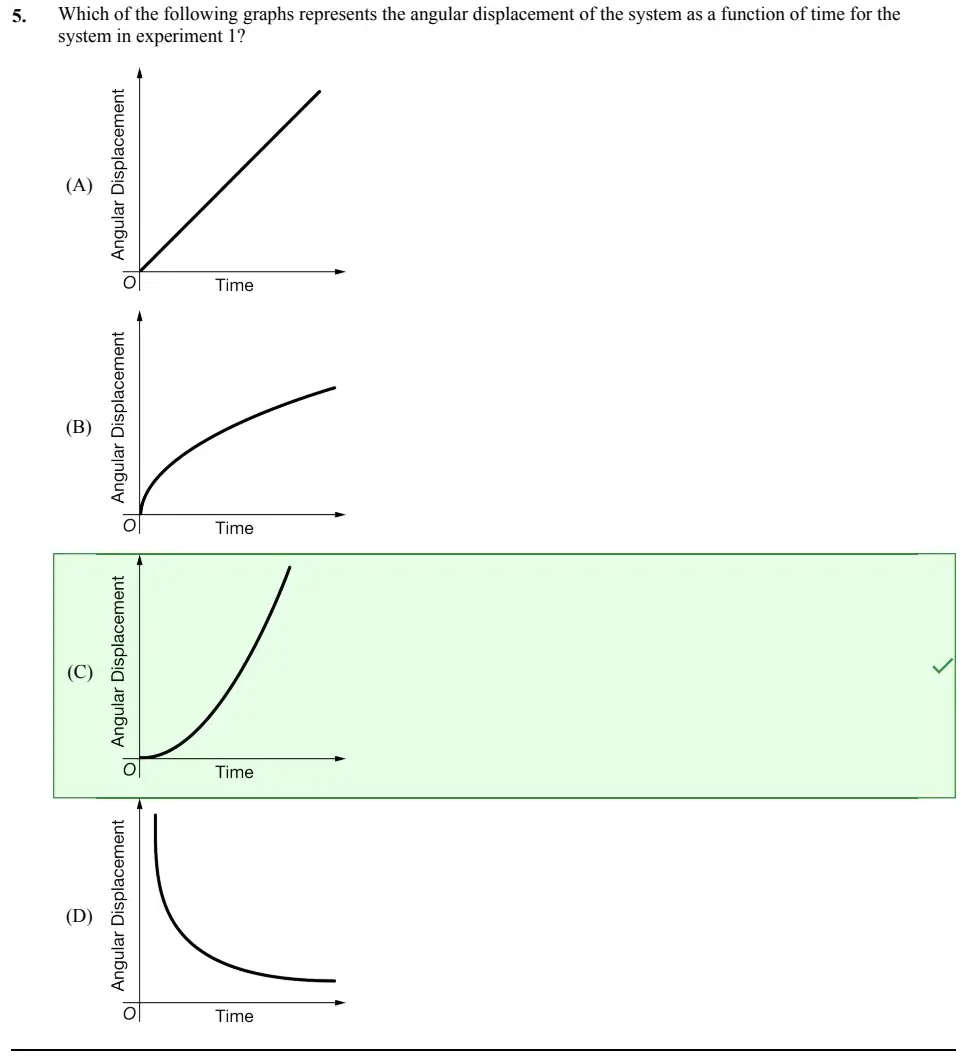 5. Which of the following graphs represents the angular displacement of the system as a function of time for the
system in experiment 1?
(A)
Angular Displacement
O
Time
(B)
Angular Displacement
O
Time
(C)
Angular Displacement
O
Time
(D)
Angular Displacement
O
Time